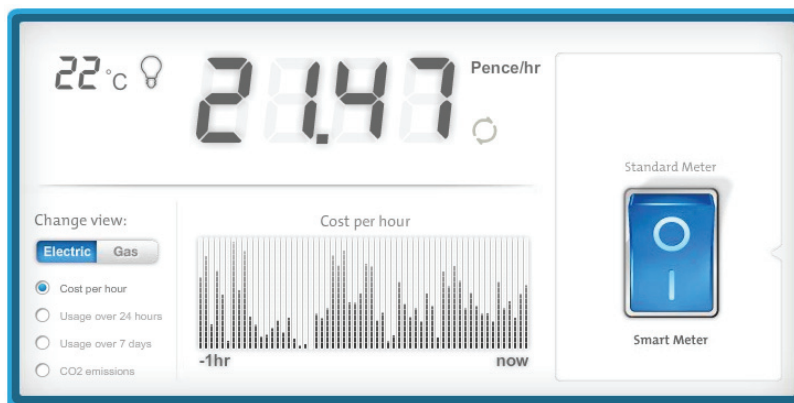 22 °C
21.47
Pence/hr
Standard Meter
Change view:
Electric Gas
Cost per hour
Usage over 24 hours
Usage over 7 days
CO2 emissions
Cost per hour
-1hr now
Smart Meter